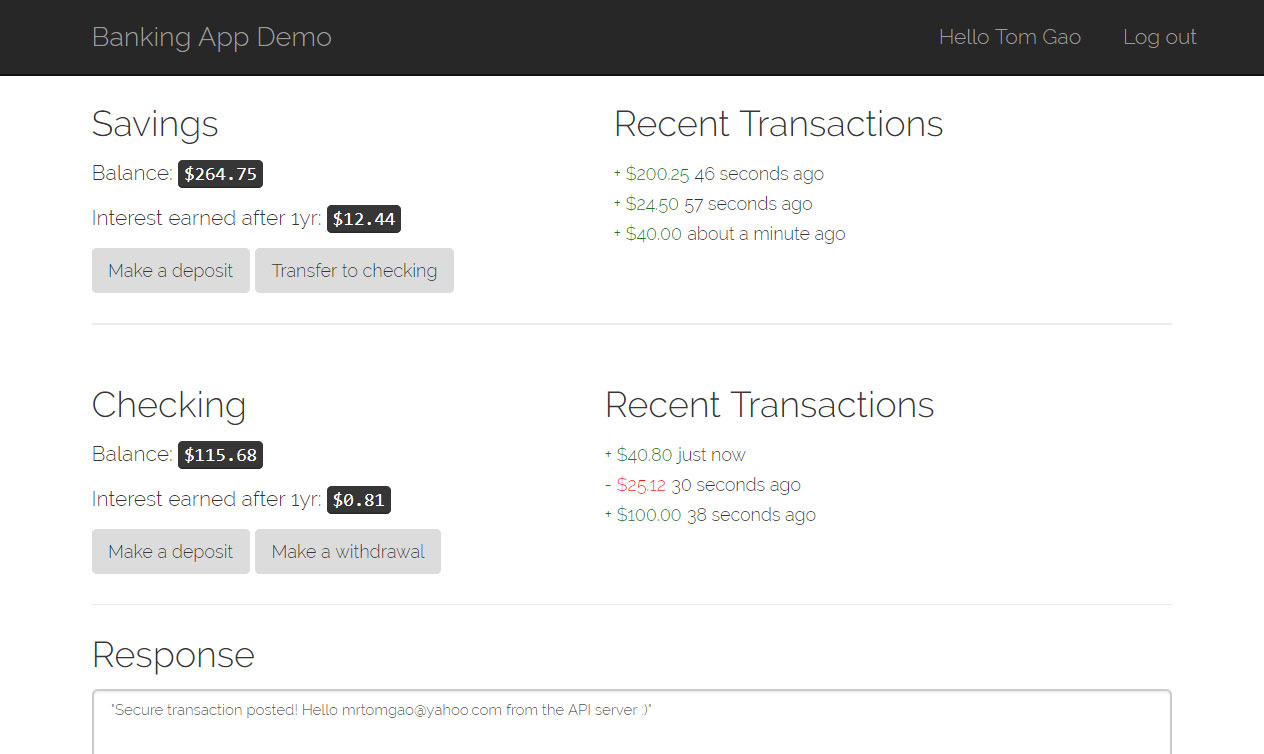 Banking App Demo Hello Tom Gao Log out
Savings
Balance: $264.75
Interest earned after 1yr: $12.44
Make a deposit Transfer to checking
Recent Transactions
+ $200.25 46 seconds ago
+ $24.50 57 seconds ago
+ $40.00 about a minute ago
Checking
Balance: $115.68
Interest earned after 1yr: $0.81
Make a deposit Make a withdrawal
Recent Transactions
+ $40.80 just now
- $25.12 30 seconds ago
+ $100.00 38 seconds ago
Response
"Secure transaction posted! Hello mrtomgao@yahoo.com from the API server :)"